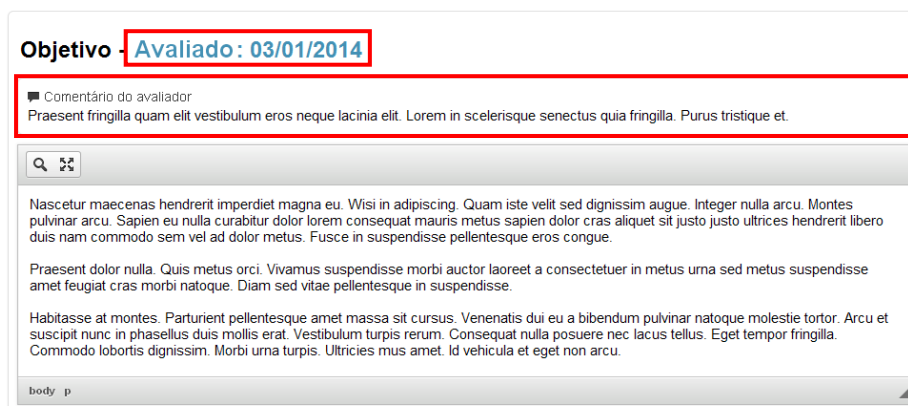 Objetivo - Avaliado: 03/01/2014
Comentário do avaliador
Praesent fringilla quam elit vestibulum eros neque lacinia elit. Lorem in scelerisque senectus quia fringilla. Purus tristique et.
Nascetur maecenas hendrerit imperdiet magna eu. Wisi in adipiscing. Quam iste velit sed dignissim augue. Integer nulla arcu. Montes
pulvinar arcu. Sapien eu nulla curabitur dolor lorem consequat mauris metus sapien dolor cras aliquet sit justo justo ultrices hendrerit libero
duis nam commodo sem vel ad dolor metus. Fusce in suspendisse pellentesque eros congue.
Praesent dolor nulla. Quis metus orci. Vivamus suspendisse morbi auctor laoreet a consectetuer in metus urna sed metus suspendisse
amet feugiat cras morbi natoque. Diam sed vitae pellentesque in suspendisse.
Habitasse at montes. Parturient pellentesque amet massa sit cursus. Venenatis dui eu a bibendum pulvinar natoque molestie tortor. Arcu et
suscipit nunc in phasellus duis mollis erat. Vestibulum turpis rerum. Consequat nulla posuere nec lacus tellus. Eget tempor fringilla.
Commodo lobortis dignissim. Morbi urna turpis. Ultricies mus amet. Id vehicula et eget non arcu.
body p